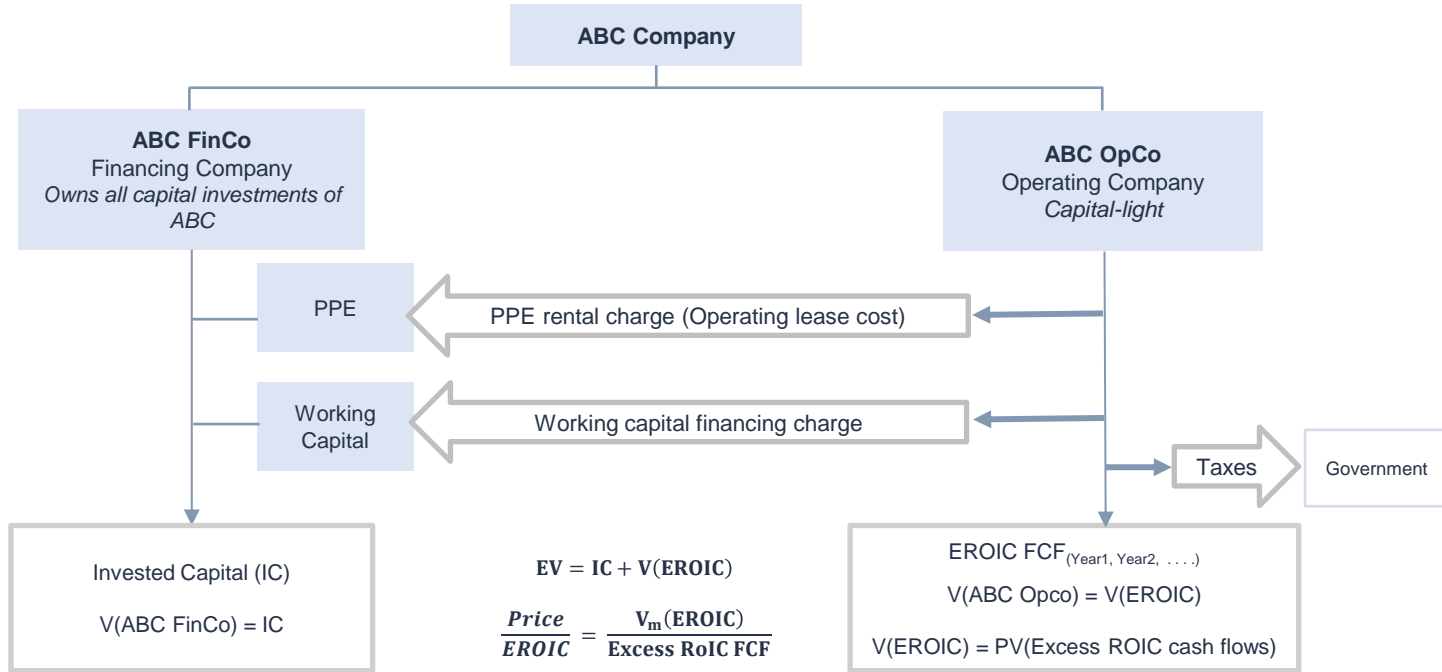 ABC Company
ABC FinCo
Financing Company
Owns all capital investments of
ABC
ABC OpCo
Operating Company
Capital-light
PPE
PPE rental charge (Operating lease cost)
Working
Capital
Working capital financing charge
Taxes
Government
Invested Capital (IC)
V(ABC FinCo) = IC
EV = IC + V(EROIC)
Price/EROIC = Vm(EROIC)/Excess RoIC FCF
EROIC FCF(Year1, Year2, . . . .)
V(ABC Opco) = V(EROIC)
V(EROIC) = PV(Excess ROIC cash flows)